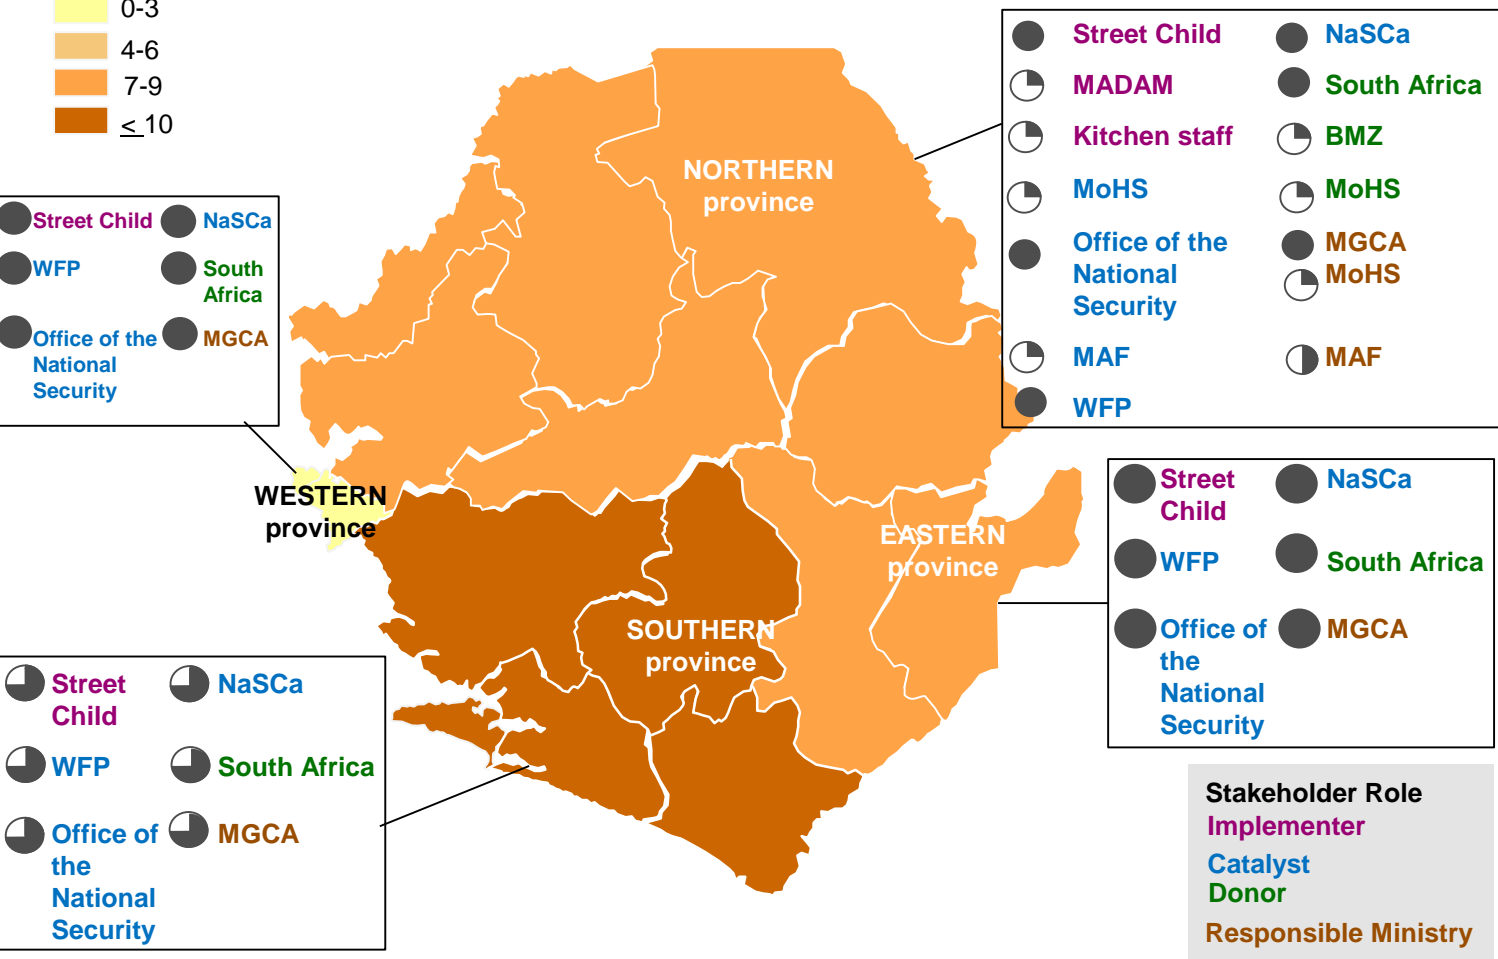 0-3
4-6
7-9
< 10
NORTHERN
province
WESTERN
province
EASTERN
province
SOUTHERN
province
Street Child
NaSCa
WFP
South
Africa
Office of the
National
Security
MGCA
Street Child
NaSCa
MADAM
South Africa
Kitchen staff
BMZ
MoHS
MoHS
Office of the
National
Security
MGCA
MoHS
MAF
MAF
WFP
Street
Child
NaSCa
WFP
South Africa
Office of
the
National
Security
MGCA
Street
Child
NaSCa
WFP
South Africa
Office of
the
National
Security
MGCA
Stakeholder Role
Implementer
Catalyst
Donor
Responsible Ministry